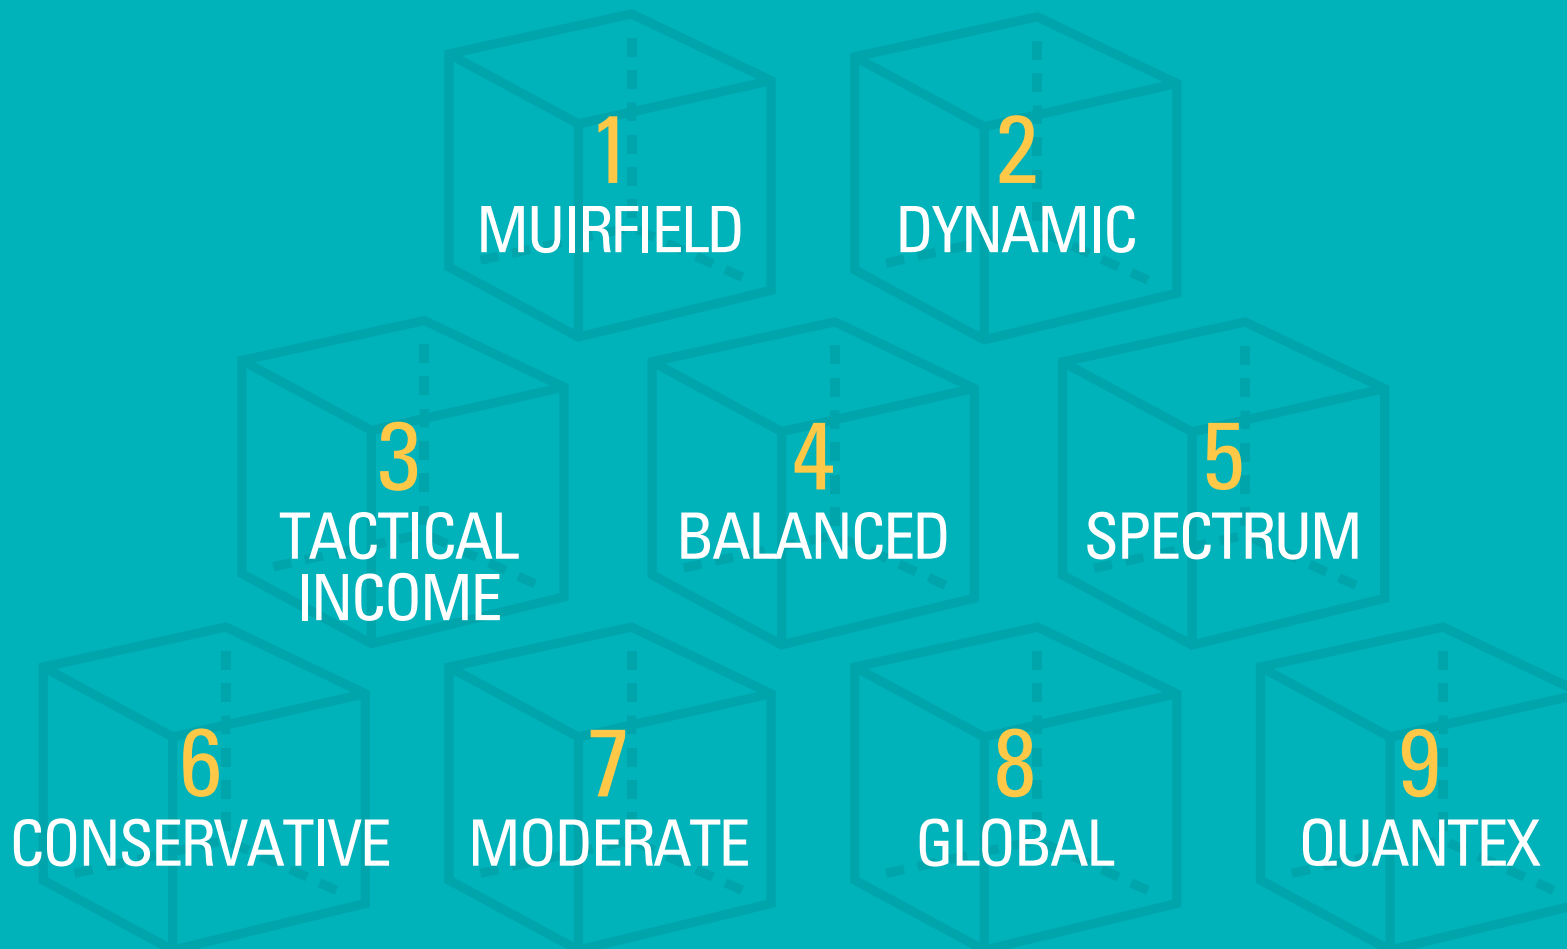 1
MUIRFIELD
2
DYNAMIC
3
TACTICAL
INCOME
4
BALANCED
5
SPECTRUM
6
CONSERVATIVE
7
MODERATE
8
GLOBAL
9
QUANTEX